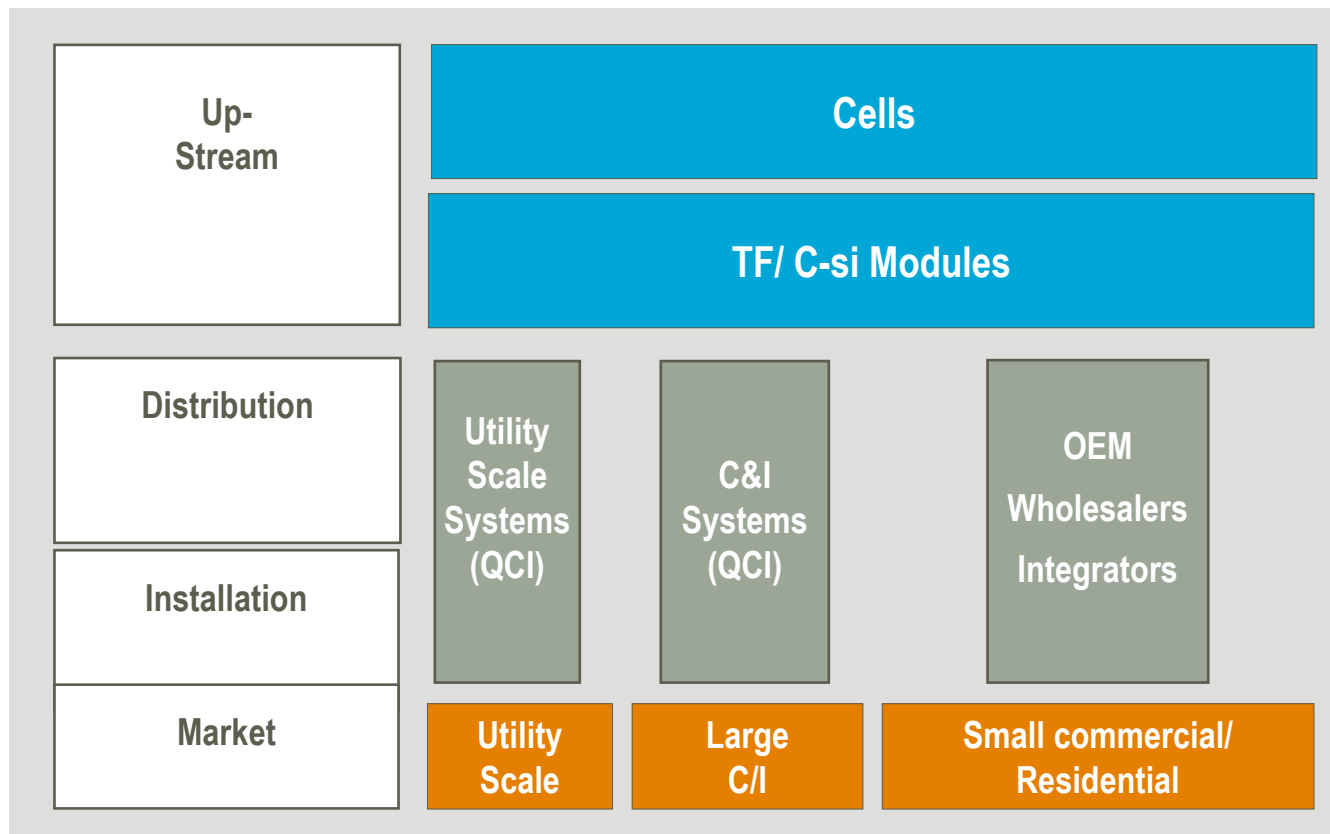 Up-
Stream
Cells
TF/ C-si Modules
Distribution
Utility
Scale
Systems
(QCI)
C&I
Systems
(QCI)
OEM
Wholesalers
Integrators
Installation
Market
Utility
Scale
Large
C/I
Small commercial/
Residential